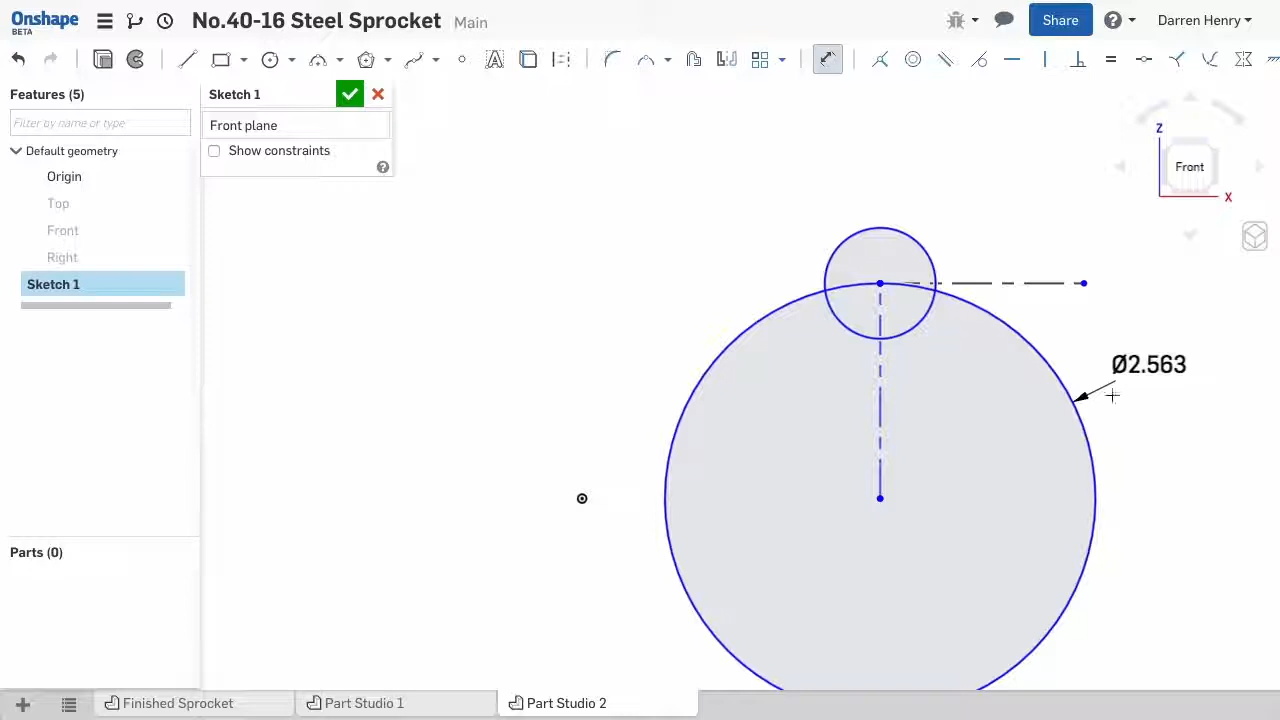 Onshape
BETA
No.40-16 Steel Sprocket Main
Share
Darren Henry
Features (5)
Filter by name or type
Default geometry
Origin
Top
Front
Right
Sketch 1
Parts (0)
Sketch 1
Front plane
Show constraints
Z
Front
X
Ø2.563
Finished Sprocket
Part Studio 1
Part Studio 2